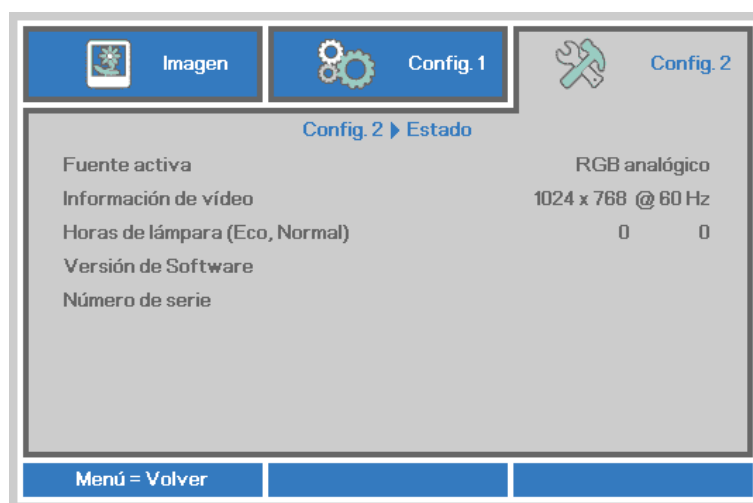 Imagen Config. 1 Config. 2
Config. 2 Estado
Fuente activa RGB analógico
Información de vídeo 1024 x 768 @ 60 Hz
Horas de lámpara (Eco, Normal) 0 0
Versión de Software
Número de serie
Menú = Volver